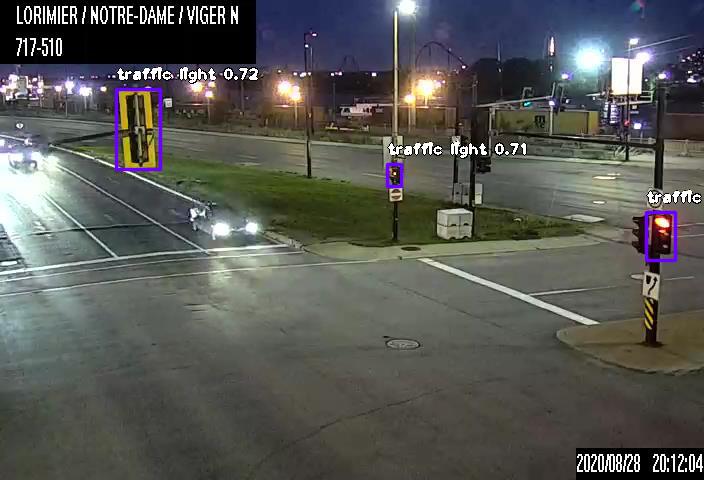 LORIMIER / NOTRE-DAME / VIGER N
717-510
traffic light 0.72
traffic light 0.71
traffic
2020/08/28 20:12:04